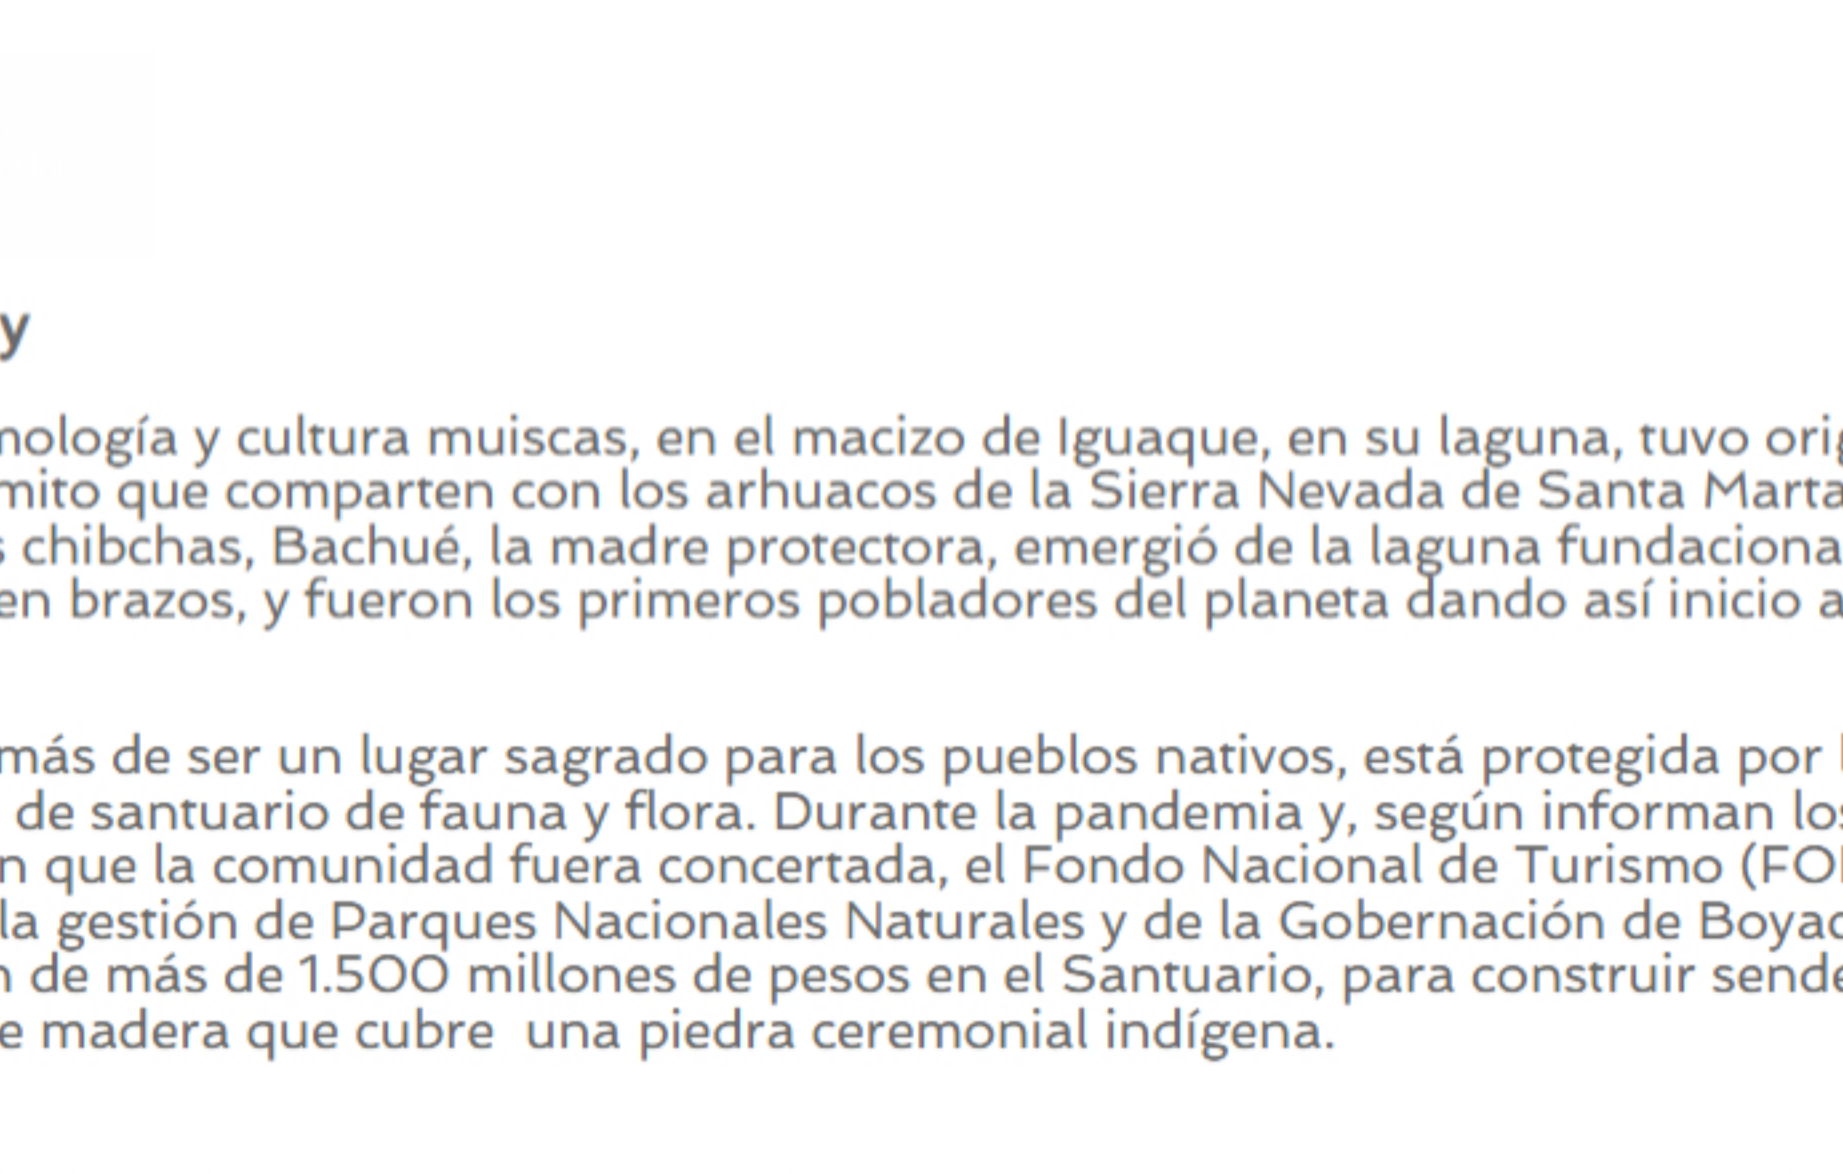 y
mología y cultura muiscas, en el macizo de Iguaque, en su laguna, tuvo orig
mito que comparten con los arhuacos de la Sierra Nevada de Santa Marta
s chibchas, Bachué, la madre protectora, emergió de la laguna fundaciona
en brazos, y fueron los primeros pobladores del planeta dando así inicio a
más de ser un lugar sagrado para los pueblos nativos, está protegida por
de santuario de fauna y flora. Durante la pandemia y, según informan los
n que la comunidad fuera concertada, el Fondo Nacional de Turismo (FO
la gestión de Parques Nacionales Naturales y de la Gobernación de Boyac
n de más de 1.500 millones de pesos en el Santuario, para construir sende
e madera que cubre una piedra ceremonial indígena.